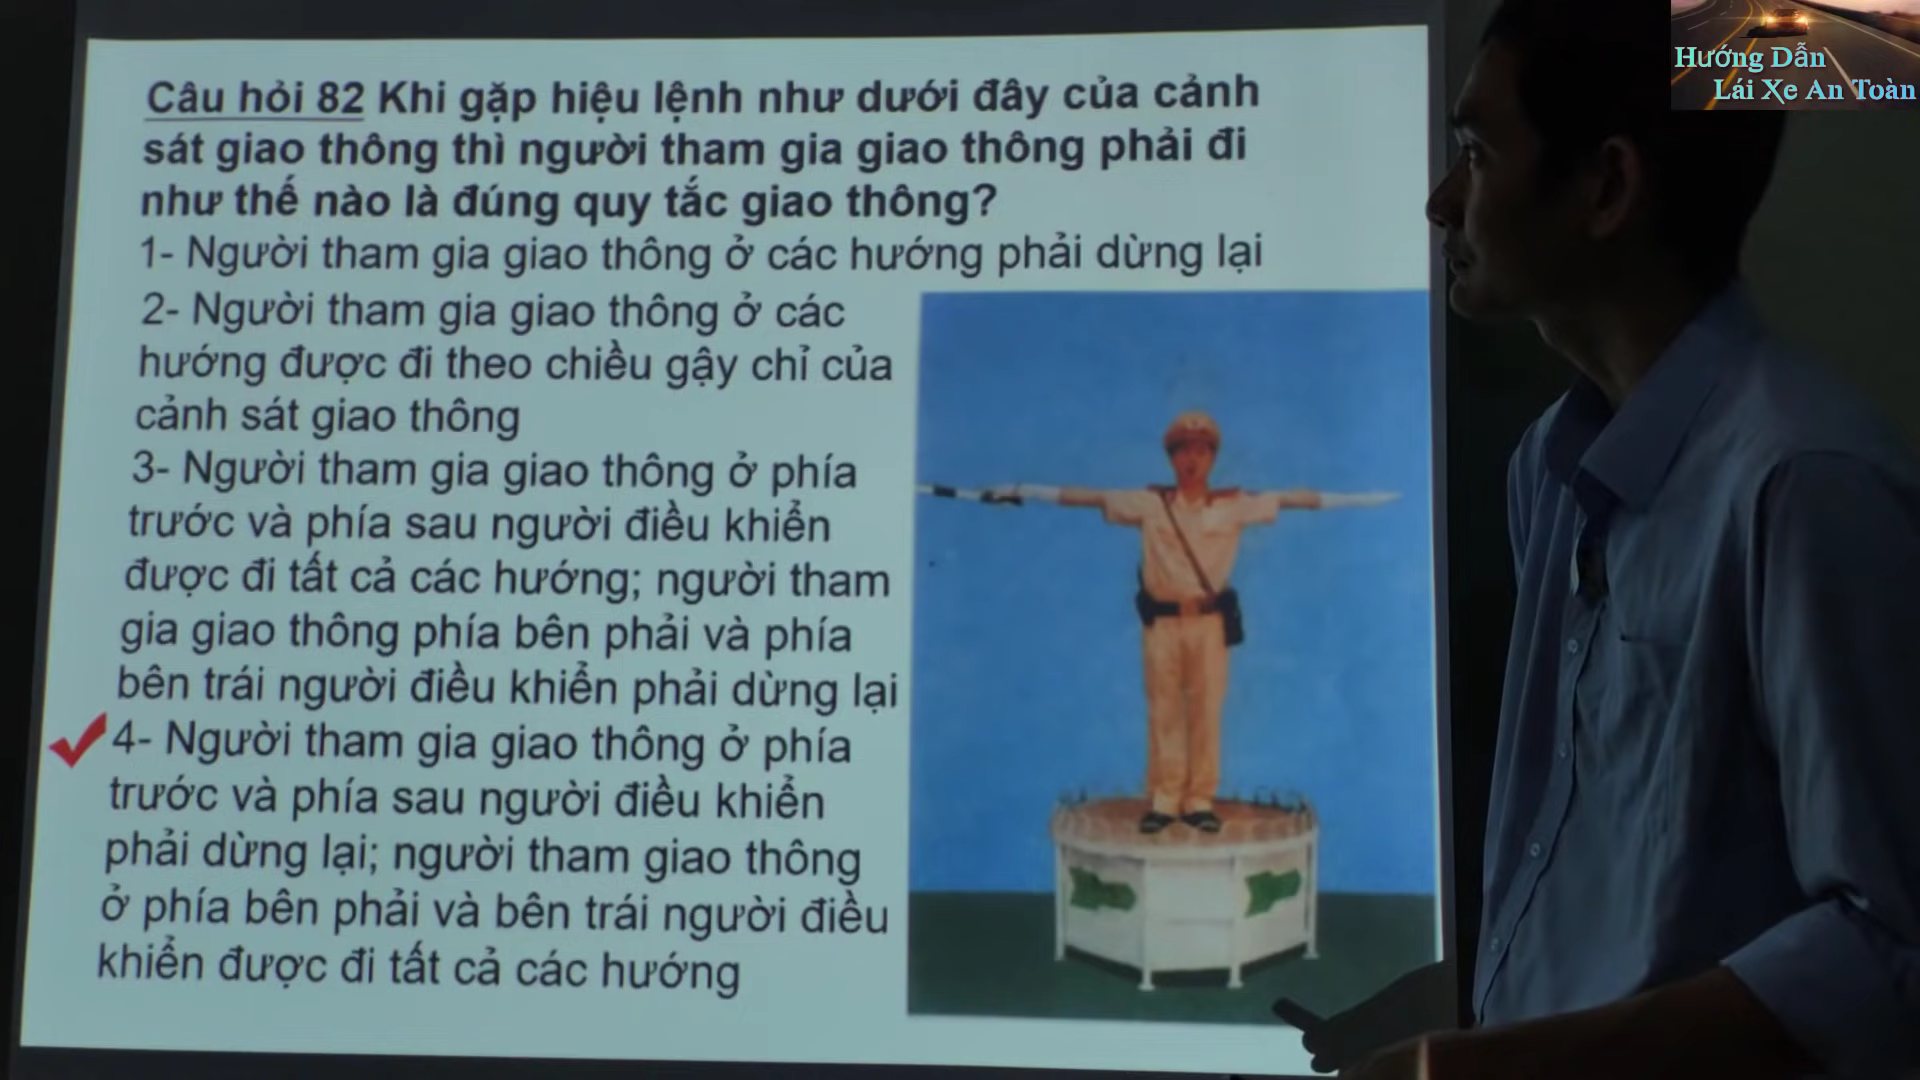 Hướng Dẫn
Lái Xe An Toàn
Câu hỏi 82 Khi gặp hiệu lệnh như dưới đây của cảnh
sát giao thông thì người tham gia giao thông phải đi
như thế nào là đúng quy tắc giao thông?
1- Người tham gia giao thông ở các hướng phải dừng lại
2- Người tham gia giao thông ở các
hướng được đi theo chiều gậy chỉ của
cảnh sát giao thông
3- Người tham gia giao thông ở phía
trước và phía sau người điều khiển
được đi tất cả các hướng; người tham
gia giao thông phía bên phải và phía
bên trái người điều khiển phải dừng lại
4- Người tham gia giao thông ở phía
trước và phía sau người điều khiển
phải dừng lại; người tham giao thông
ở phía bên phải và bên trái người điều
khiển được đi tất cả các hướng